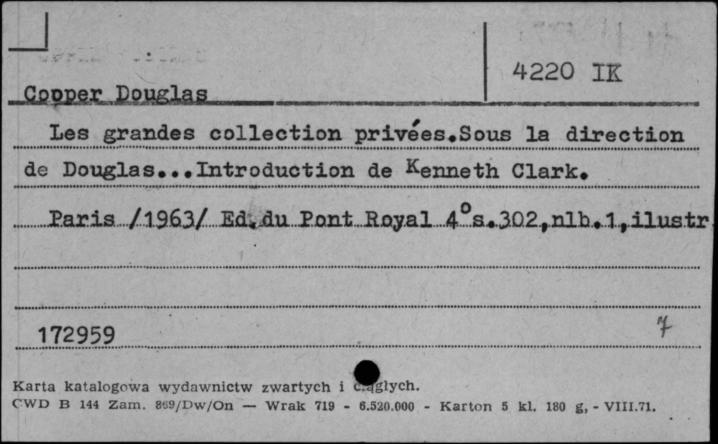 4220 IK
Cooper Douglas
Les grandes collection privées.Sous la direction
de Douglas...Introduction de Kenneth Clark.
Paris /1963/ Ed.du Pont Royal 4°s.302,nlb.1,ilustr
172959 7
Karta katalogowa wydawnictw zwartych i ciągłych.
CWD B 144 Zam. 869/Dw/On — Wrak 719 - 6.520.000 - Karton 5 kl. 180 g, - VIII.71.